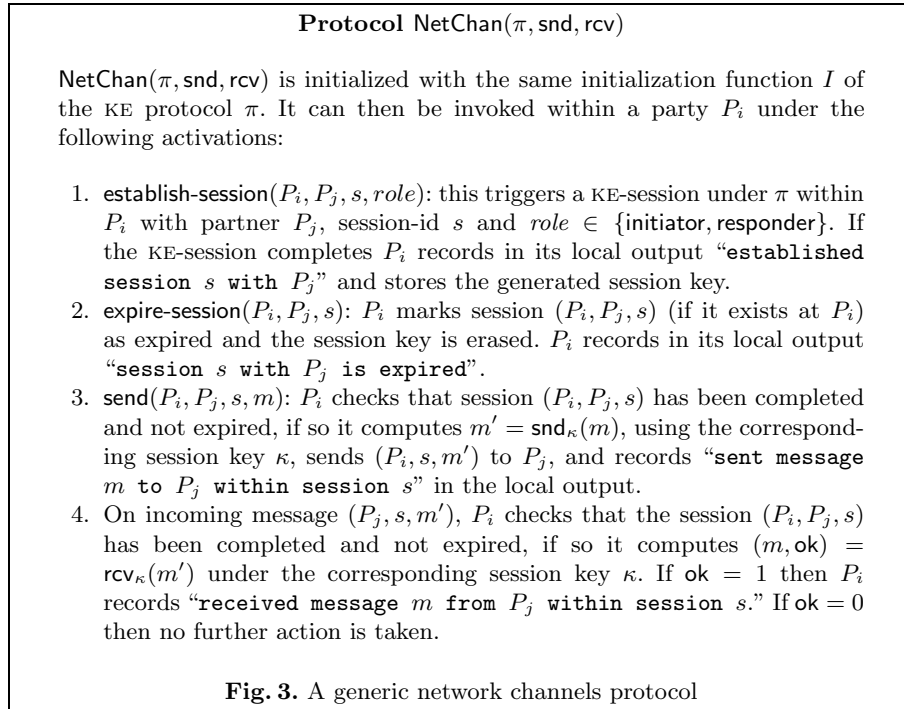 Protocol NetChan(π, snd, rcv)
NetChan(π, snd, rcv) is initialized with the same initialization function I of
the KE protocol π. It can then be invoked within a party Pᵢ under the
following activations:
1. establish-session(Pᵢ, Pⱼ, s, role): this triggers a KE-session under π within
Pᵢ with partner Pⱼ, session-id s and role ∈ {initiator, responder}. If
the KE-session completes Pᵢ records in its local output “established
session s with Pⱼ” and stores the generated session key.
2. expire-session(Pᵢ, Pⱼ, s): Pᵢ marks session (Pᵢ, Pⱼ, s) (if it exists at Pᵢ)
as expired and the session key is erased. Pᵢ records in its local output
“session s with Pⱼ is expired”.
3. send(Pᵢ, Pⱼ, s, m): Pᵢ checks that session (Pᵢ, Pⱼ, s) has been completed
and not expired, if so it computes m′ = snd_κ(m), using the correspond-
ing session key κ, sends (Pᵢ, s, m′) to Pⱼ, and records “sent message
m to Pⱼ within session s” in the local output.
4. On incoming message (Pⱼ, s, m′), Pᵢ checks that the session (Pᵢ, Pⱼ, s)
has been completed and not expired, if so it computes (m, ok) =
rcv_κ(m′) under the corresponding session key κ. If ok = 1 then Pᵢ
records “received message m from Pⱼ within session s.” If ok = 0
then no further action is taken.
Fig. 3. A generic network channels protocol